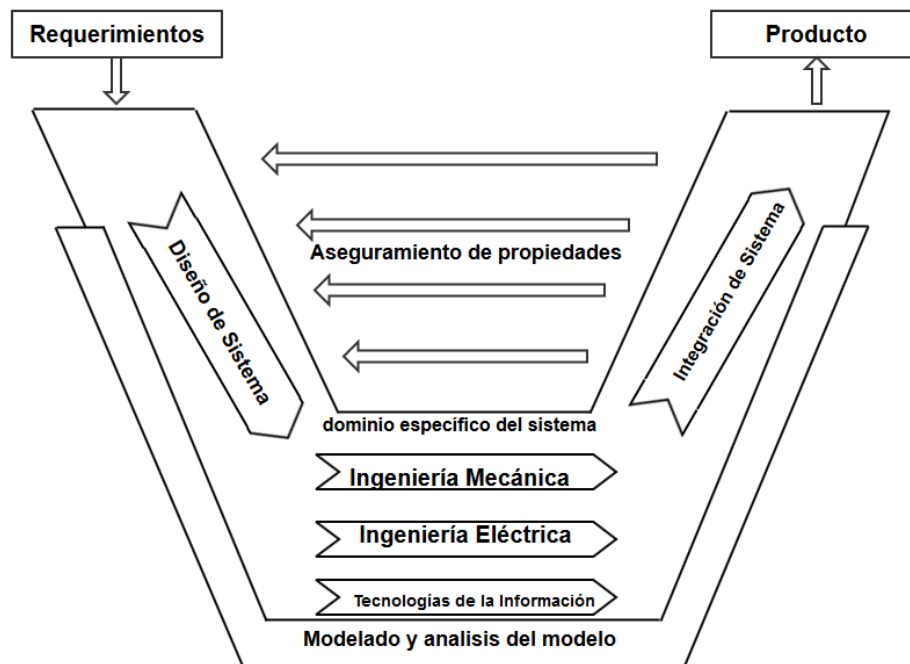 Requerimientos
Producto
Aseguramiento de propiedades
Diseño de Sistema
Integración de Sistema
dominio específico del sistema
Ingeniería Mecánica
Ingeniería Eléctrica
Tecnologías de la Información
Modelado y analisis del modelo